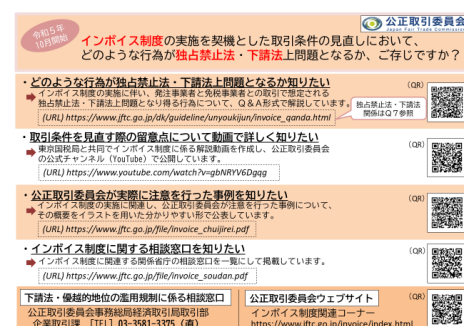 令和5年
10月開始
公正取引委員会
Japan Fair Trade Commission
インボイス制度の実施を契機とした取引条件の見直しにおいて、
どのような行為が独占禁止法・下請法上問題となるか、ご存じですか？
・どのような行為が独占禁止法・下請法上問題となるか知りたい
インボイス制度の実施に伴い、発注事業者と免税事業者との取引で想定される
独占禁止法・下請法上問題となり得る行為について、Q&A形式で解説しています。
(URL) https://www.jftc.go.jp/dk/guideline/unyoukijun/invoice_qanda.html
独占禁止法・下請法
関係はQ7参照
(QR)
・取引条件を見直す際の留意点について動画で詳しく知りたい
東京国税局と共同でインボイス制度に係る解説動画を作成し、公正取引委員会
の公式チャンネル（YouTube）で公開しています。
(URL) https://www.youtube.com/watch?v=gbNRYV6Dgqg
(QR)
・公正取引委員会が実際に注意を行った事例を知りたい
インボイス制度の実施に関連し、公正取引委員会が注意を行った事例について、
その概要をイラストを用いた分かりやすい形で公表しています。
(URL) https://www.jftc.go.jp/file/invoice_chuijirei.pdf
(QR)
・インボイス制度に関する相談窓口を知りたい
インボイス制度に関連する関係省庁の相談窓口を一覧にして掲載しています。
(URL) https://www.jftc.go.jp/file/invoice_soudan.pdf
(QR)
下請法・優越的地位の濫用規制に係る相談窓口
公正取引委員会事務総局経済取引局取引部
企業取引課 [TEL] 03-3581-3375（直）
公正取引委員会ウェブサイト
インボイス制度関連コーナー
https://www.jftc.go.jp/invoice/index.html
(QR)